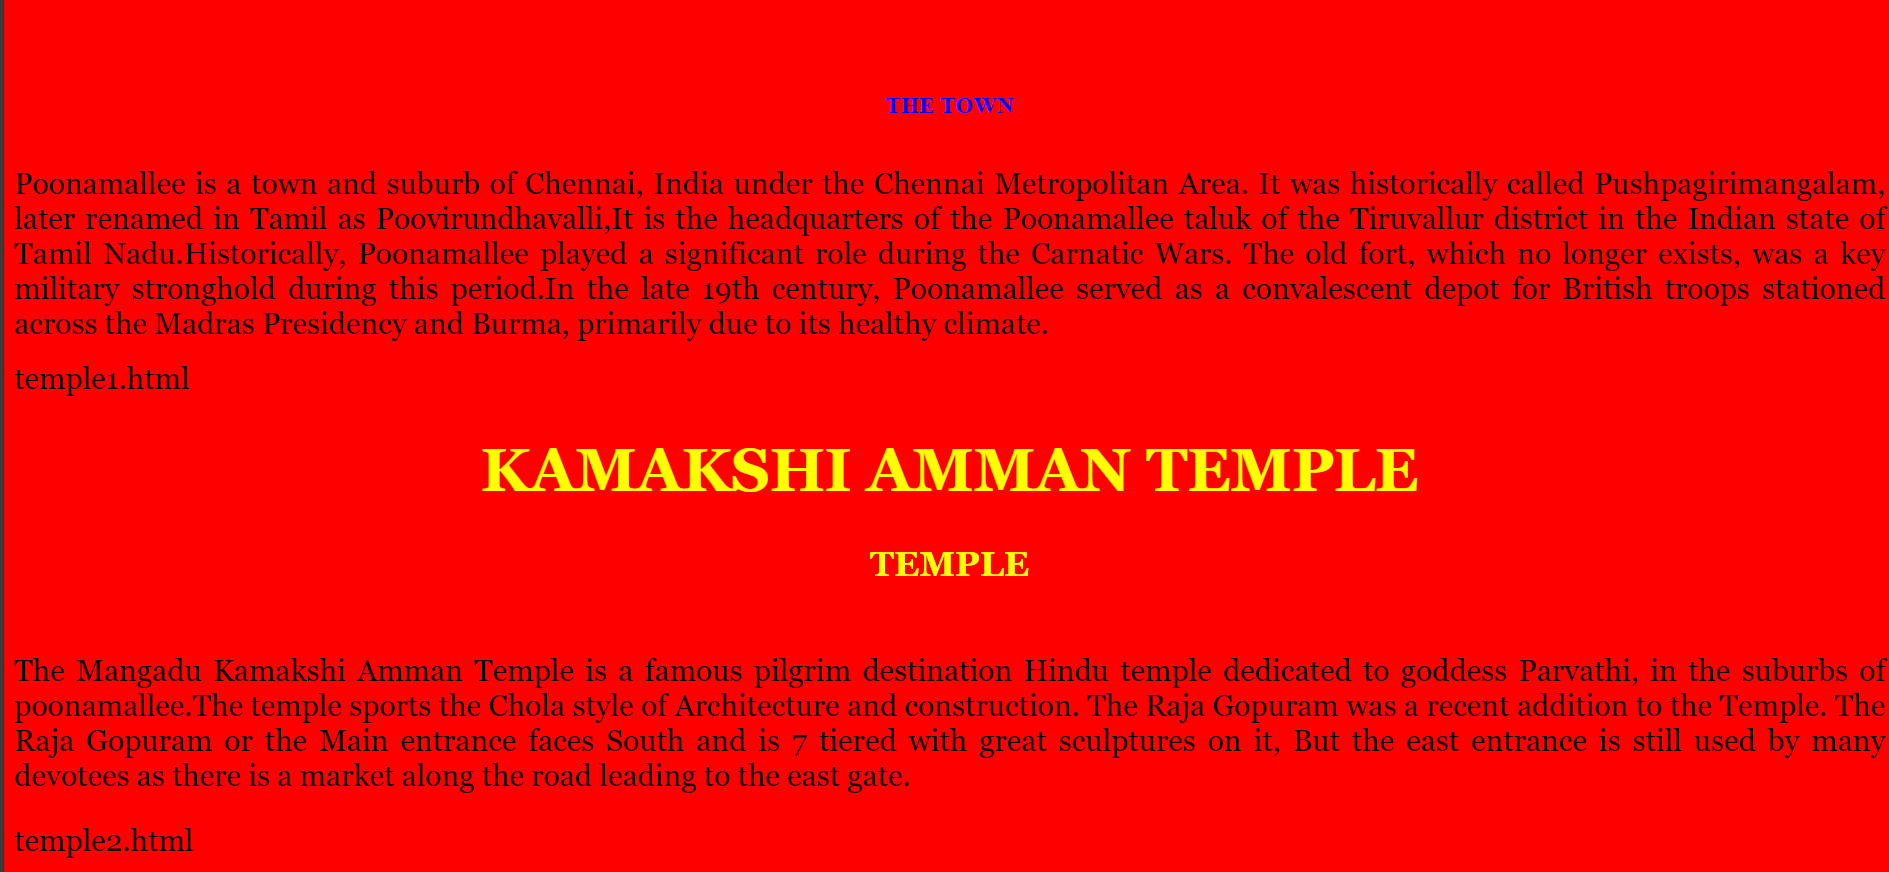 THE TOWN
Poonamallee is a town and suburb of Chennai, India under the Chennai Metropolitan Area. It was historically called Pushpagirimangalam,
later renamed in Tamil as Poovirundhavalli,It is the headquarters of the Poonamallee taluk of the Tiruvallur district in the Indian state of
Tamil Nadu.Historically, Poonamallee played a significant role during the Carnatic Wars. The old fort, which no longer exists, was a key
military stronghold during this period.In the late 19th century, Poonamallee served as a convalescent depot for British troops stationed
across the Madras Presidency and Burma, primarily due to its healthy climate.
temple1.html
KAMAKSHI AMMAN TEMPLE
TEMPLE
The Mangadu Kamakshi Amman Temple is a famous pilgrim destination Hindu temple dedicated to goddess Parvathi, in the suburbs of
poonamallee.The temple sports the Chola style of Architecture and construction. The Raja Gopuram was a recent addition to the Temple. The
Raja Gopuram or the Main entrance faces South and is 7 tiered with great sculptures on it, But the east entrance is still used by many
devotees as there is a market along the road leading to the east gate.
temple2.html